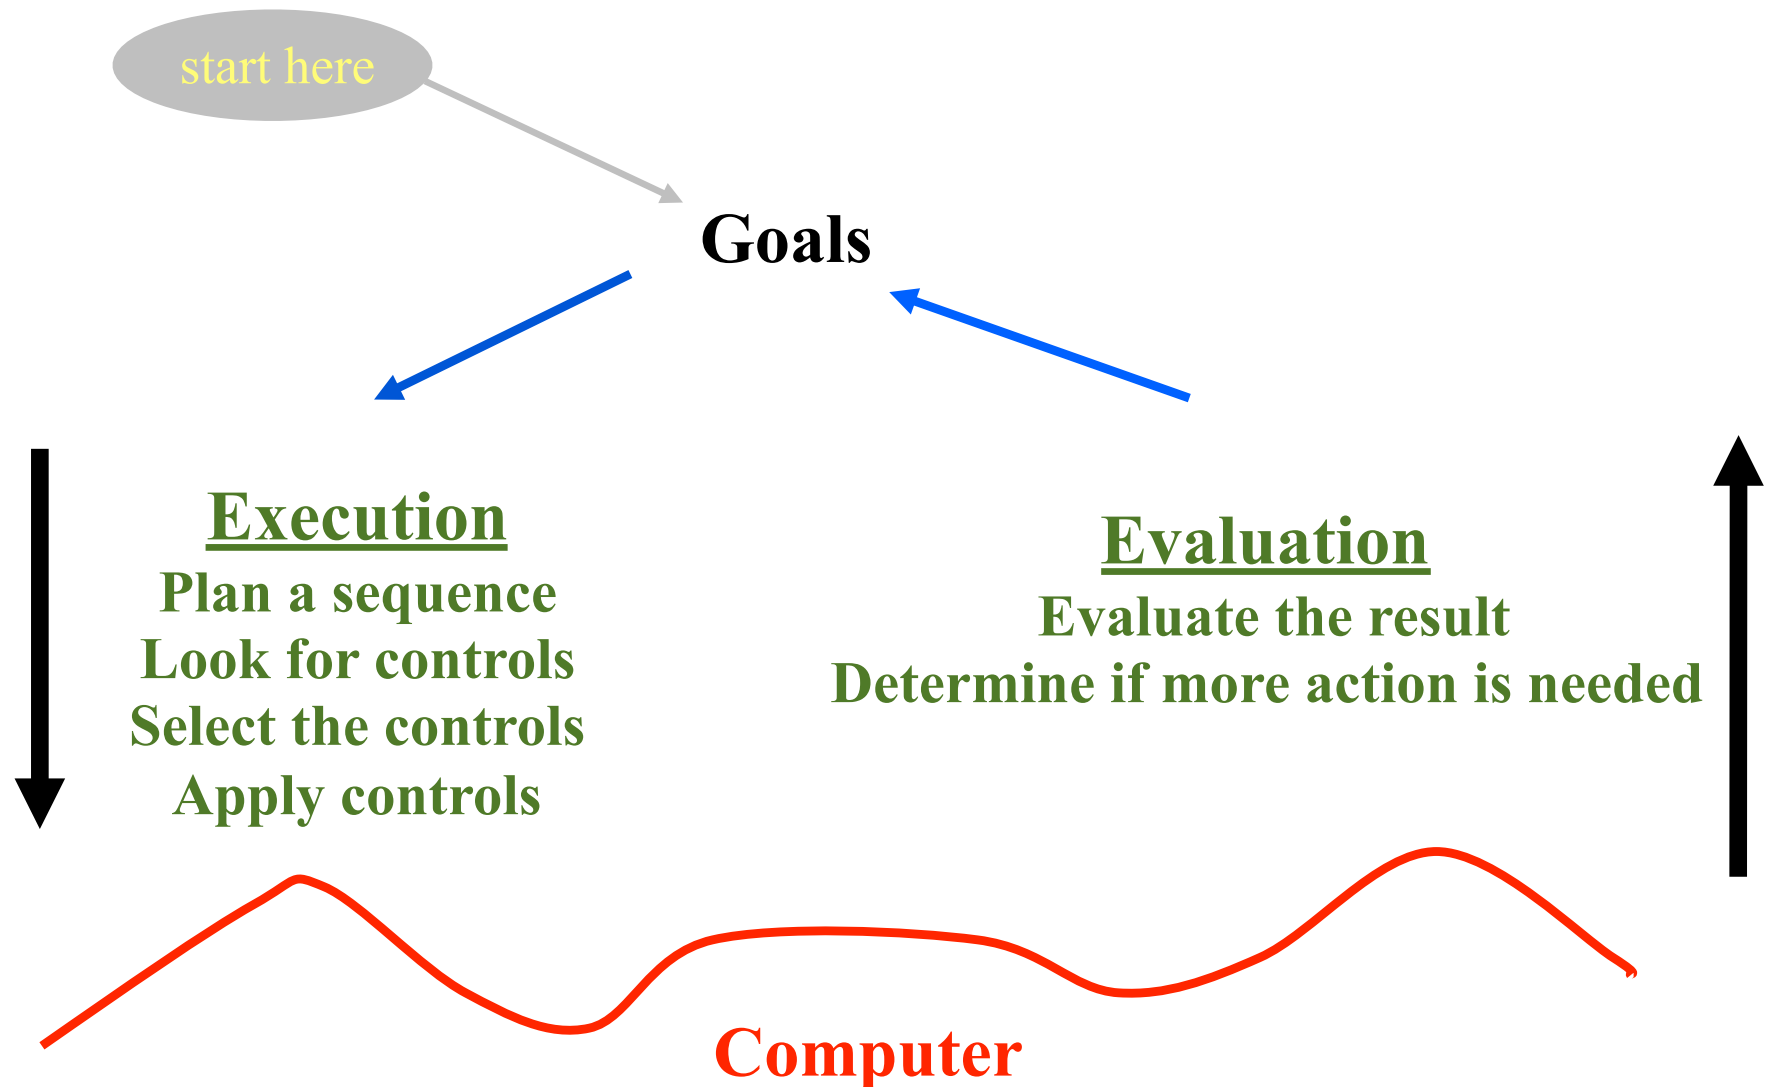 start here
Goals
Execution
Plan a sequence
Look for controls
Select the controls
Apply controls
Evaluation
Evaluate the result
Determine if more action is needed
Computer